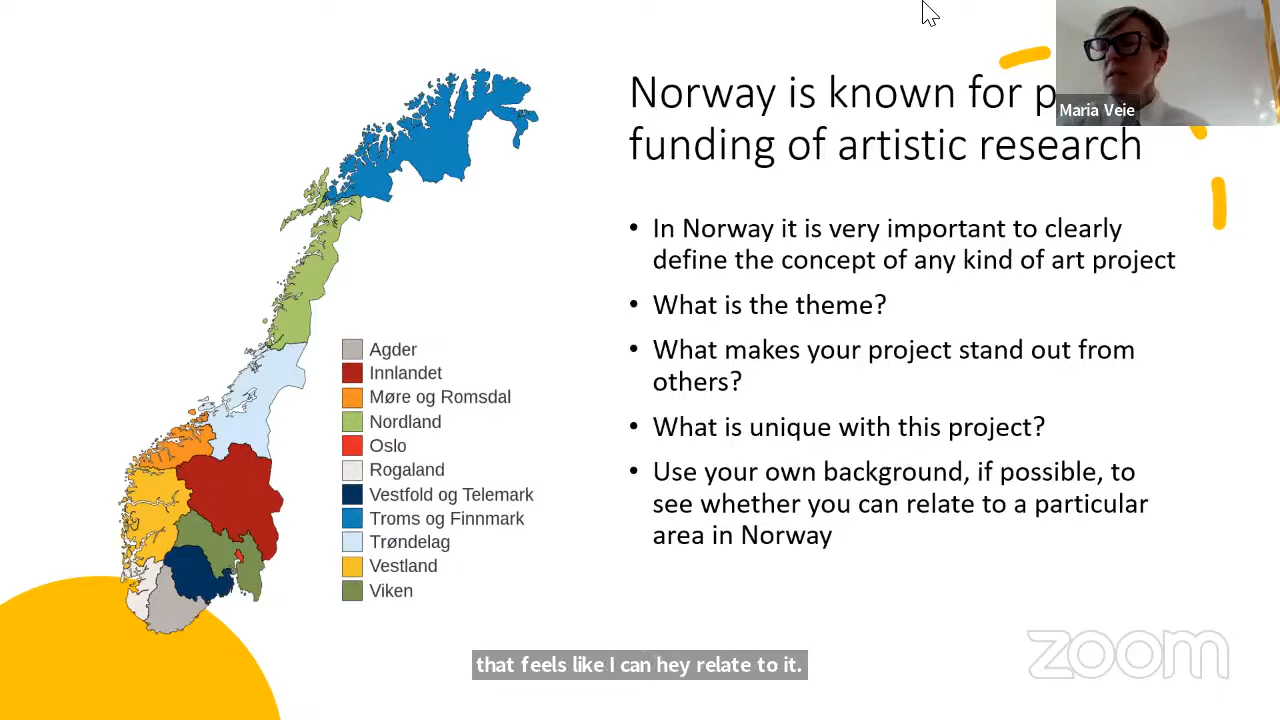 Norway is known for p
funding of artistic research
Maria Veie
• In Norway it is very important to clearly
define the concept of any kind of art project
• What is the theme?
• What makes your project stand out from
others?
• What is unique with this project?
• Use your own background, if possible, to
see whether you can relate to a particular
area in Norway
Agder
Innlandet
Møre og Romsdal
Nordland
Oslo
Rogaland
Vestfold og Telemark
Troms og Finnmark
Trøndelag
Vestland
Viken
that feels like I can hey relate to it.
zoom